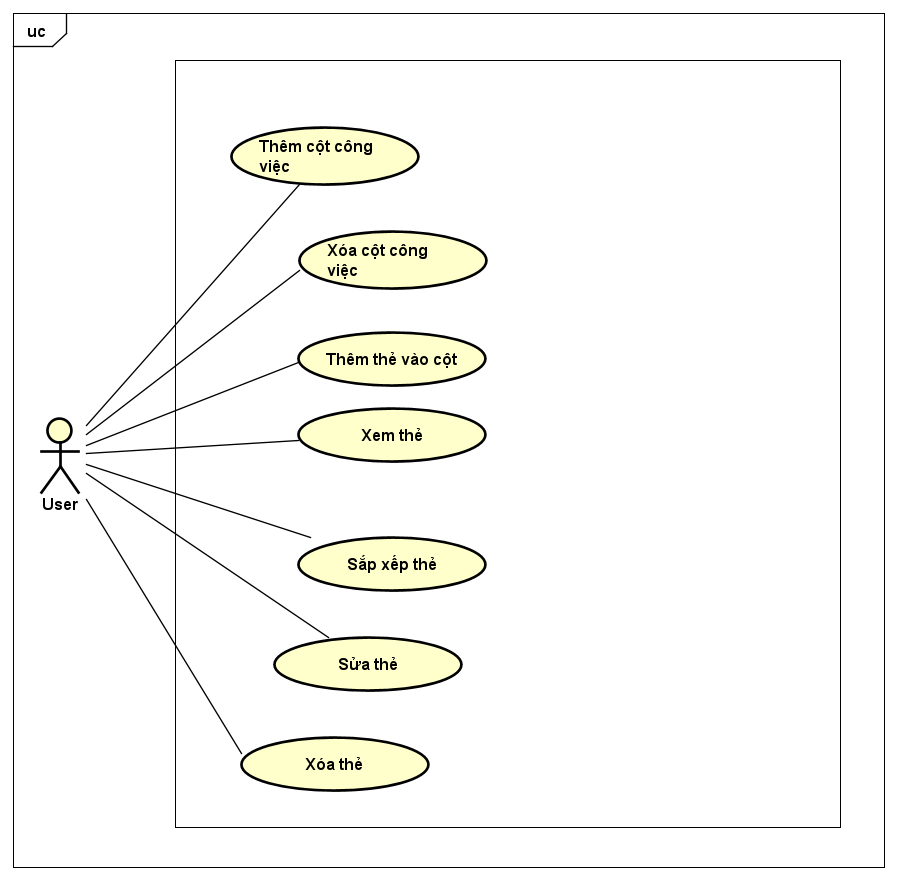 uc
Thêm cột công
việc
Xóa cột công
việc
Thêm thẻ vào cột
Xem thẻ
User
Sắp xếp thẻ
Sửa thẻ
Xóa thẻ